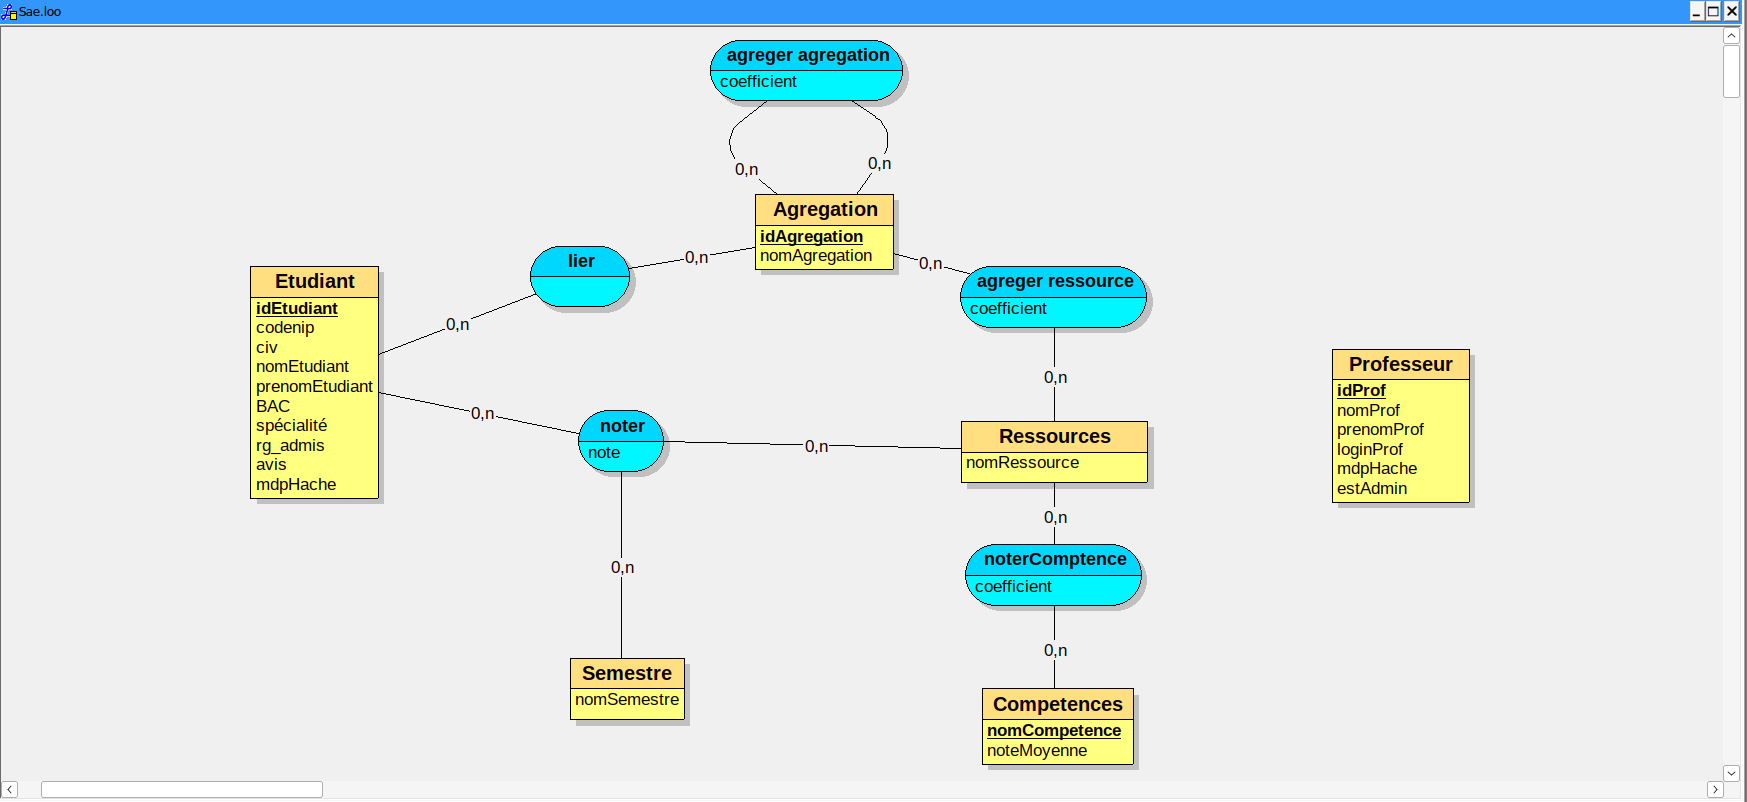 Sae.loo
agreger agregation
coefficient
0,n
0,n
Agregation
idAgregation
nomAgregation
lier
0,n
0,n
0,n
agreger ressource
coefficient
Etudiant
idEtudiant
codenip
civ
nomEtudiant
prenomEtudiant
BAC
spécialité
rg_admis
avis
mdpHache
0,n
Professeur
idProf
nomProf
prenomProf
loginProf
mdpHache
estAdmin
0,n
noter
note
0,n
Ressources
nomRessource
0,n
noterComptence
coefficient
0,n
0,n
Semestre
nomSemestre
Competences
nomCompetence
noteMoyenne